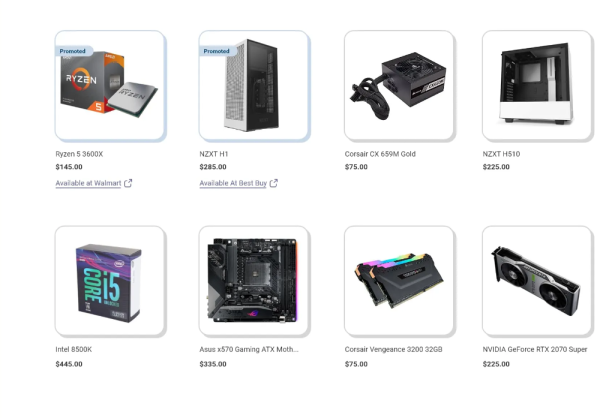 Promoted
Promoted
RYZEN
RYZEN
5
Ryzen 5 3600X
NZXT H1
Corsair CX 659M Gold
NZXT H510
$145.00
$285.00
$75.00
$225.00
Available at Walmart
Available At Best Buy
intel
CORE
i5
Intel 8500K
Asus x570 Gaming ATX Moth...
Corsair Vengeance 3200 32GB
NVIDIA GeForce RTX 2070 Super
$445.00
$335.00
$75.00
$225.00